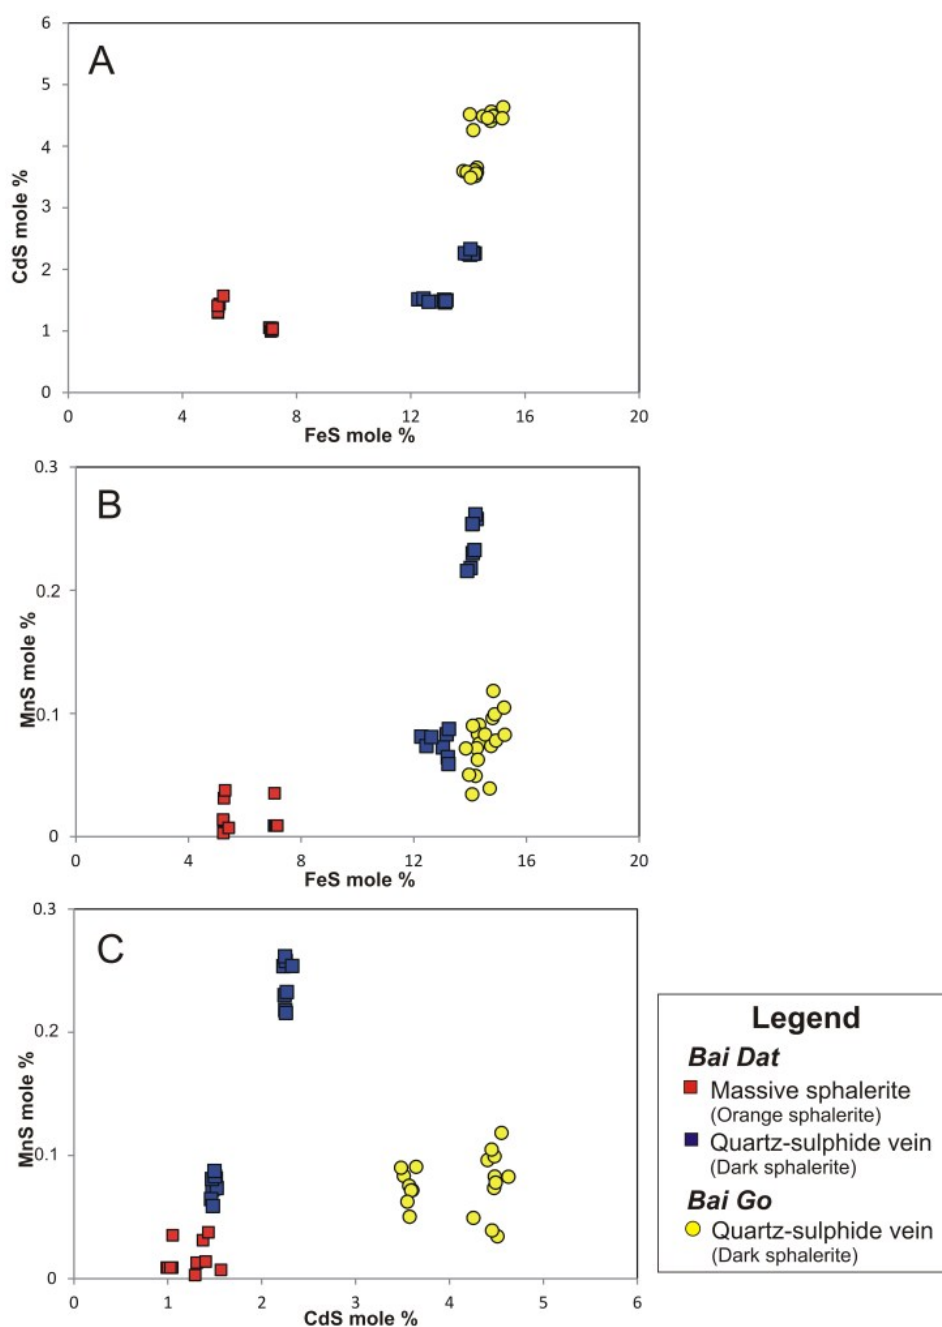 A
CdS mole %
6
5
4
3
2
1
0
0 4 8 12 16 20
FeS mole %
B
MnS mole %
0.3
0.2
0.1
0
0 4 8 12 16 20
FeS mole %
C
MnS mole %
0.3
0.2
0.1
0
0 1 2 3 4 5 6
CdS mole %
Legend
Bai Dat
Massive sphalerite
(Orange sphalerite)
Quartz-sulphide vein
(Dark sphalerite)
Bai Go
Quartz-sulphide vein
(Dark sphalerite)